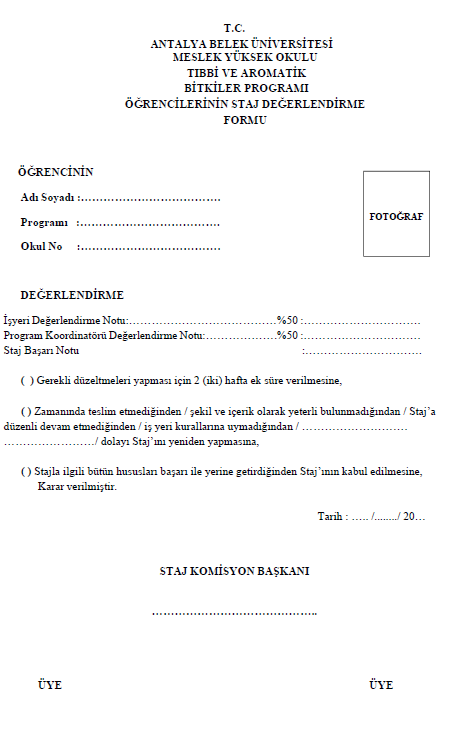 T.C.
ANTALYA BELEK ÜNİVERSİTESİ
MESLEK YÜKSEK OKULU
TIBBİ VE AROMATİK
BİTKİLER PROGRAMI
ÖĞRENCİLERİNİN STAJ DEĞERLENDİRME
FORMU
ÖĞRENCİNİN
Adı Soyadı :……………………………….
Programı :……………………………….
Okul No :……………………………….
FOTOĞRAF
DEĞERLENDİRME
İşyeri Değerlendirme Notu:…………………………………%50 :………………………….
Program Koordinatörü Değerlendirme Notu:……………….%50 :………………………….
Staj Başarı Notu :………………………….
( ) Gerekli düzeltmeleri yapması için 2 (iki) hafta ek süre verilmesine,
( ) Zamanında teslim etmediğinden / şekil ve içerik olarak yeterli bulunmadığından / Staj’a
düzenli devam etmediğinden / iş yeri kurallarına uymadığından / ……………………….
……………………/ dolayı Staj’ını yeniden yapmasına,
( ) Stajla ilgili bütün hususları başarı ile yerine getirdiğinden Staj’ının kabul edilmesine,
Karar verilmiştir.
Tarih : ….. /......../ 20…
STAJ KOMİSYON BAŞKANI
……………………………………..
ÜYE ÜYE